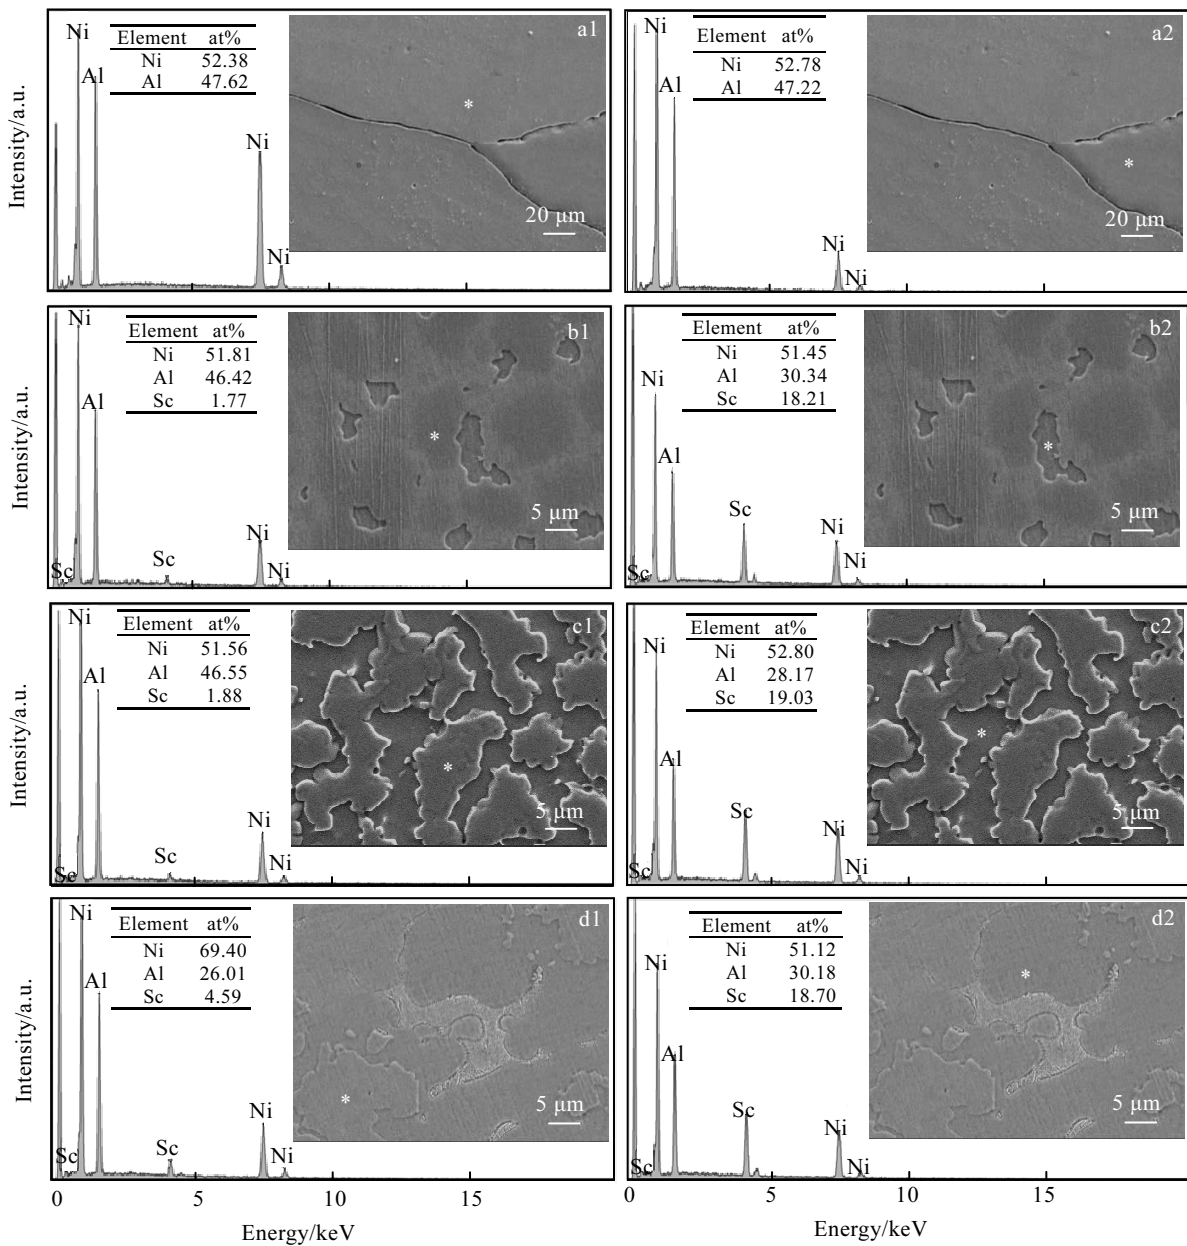 Intensity/a.u.
Ni
Al
Ni
Ni
Element at%
Ni 52.38
Al 47.62
a1
20 μm
Ni
Al
Ni
Ni
Element at%
Ni 52.78
Al 47.22
a2
20 μm
Intensity/a.u.
Ni
Al
Sc
Sc
Ni
Ni
Element at%
Ni 51.81
Al 46.42
Sc 1.77
b1
5 μm
Ni
Al
Sc
Sc
Ni
Ni
Element at%
Ni 51.45
Al 30.34
Sc 18.21
b2
5 μm
Intensity/a.u.
Ni
Al
Sc
Sc
Ni
Ni
Element at%
Ni 51.56
Al 46.55
Sc 1.88
c1
5 μm
Ni
Al
Sc
Sc
Ni
Ni
Element at%
Ni 52.80
Al 28.17
Sc 19.03
c2
5 μm
Intensity/a.u.
Ni
Al
Sc
Sc
Ni
Ni
Element at%
Ni 69.40
Al 26.01
Sc 4.59
d1
5 μm
Ni
Al
Sc
Sc
Ni
Ni
Element at%
Ni 51.12
Al 30.18
Sc 18.70
d2
5 μm
0 5 10 15
Energy/keV
0 5 10 15
Energy/keV